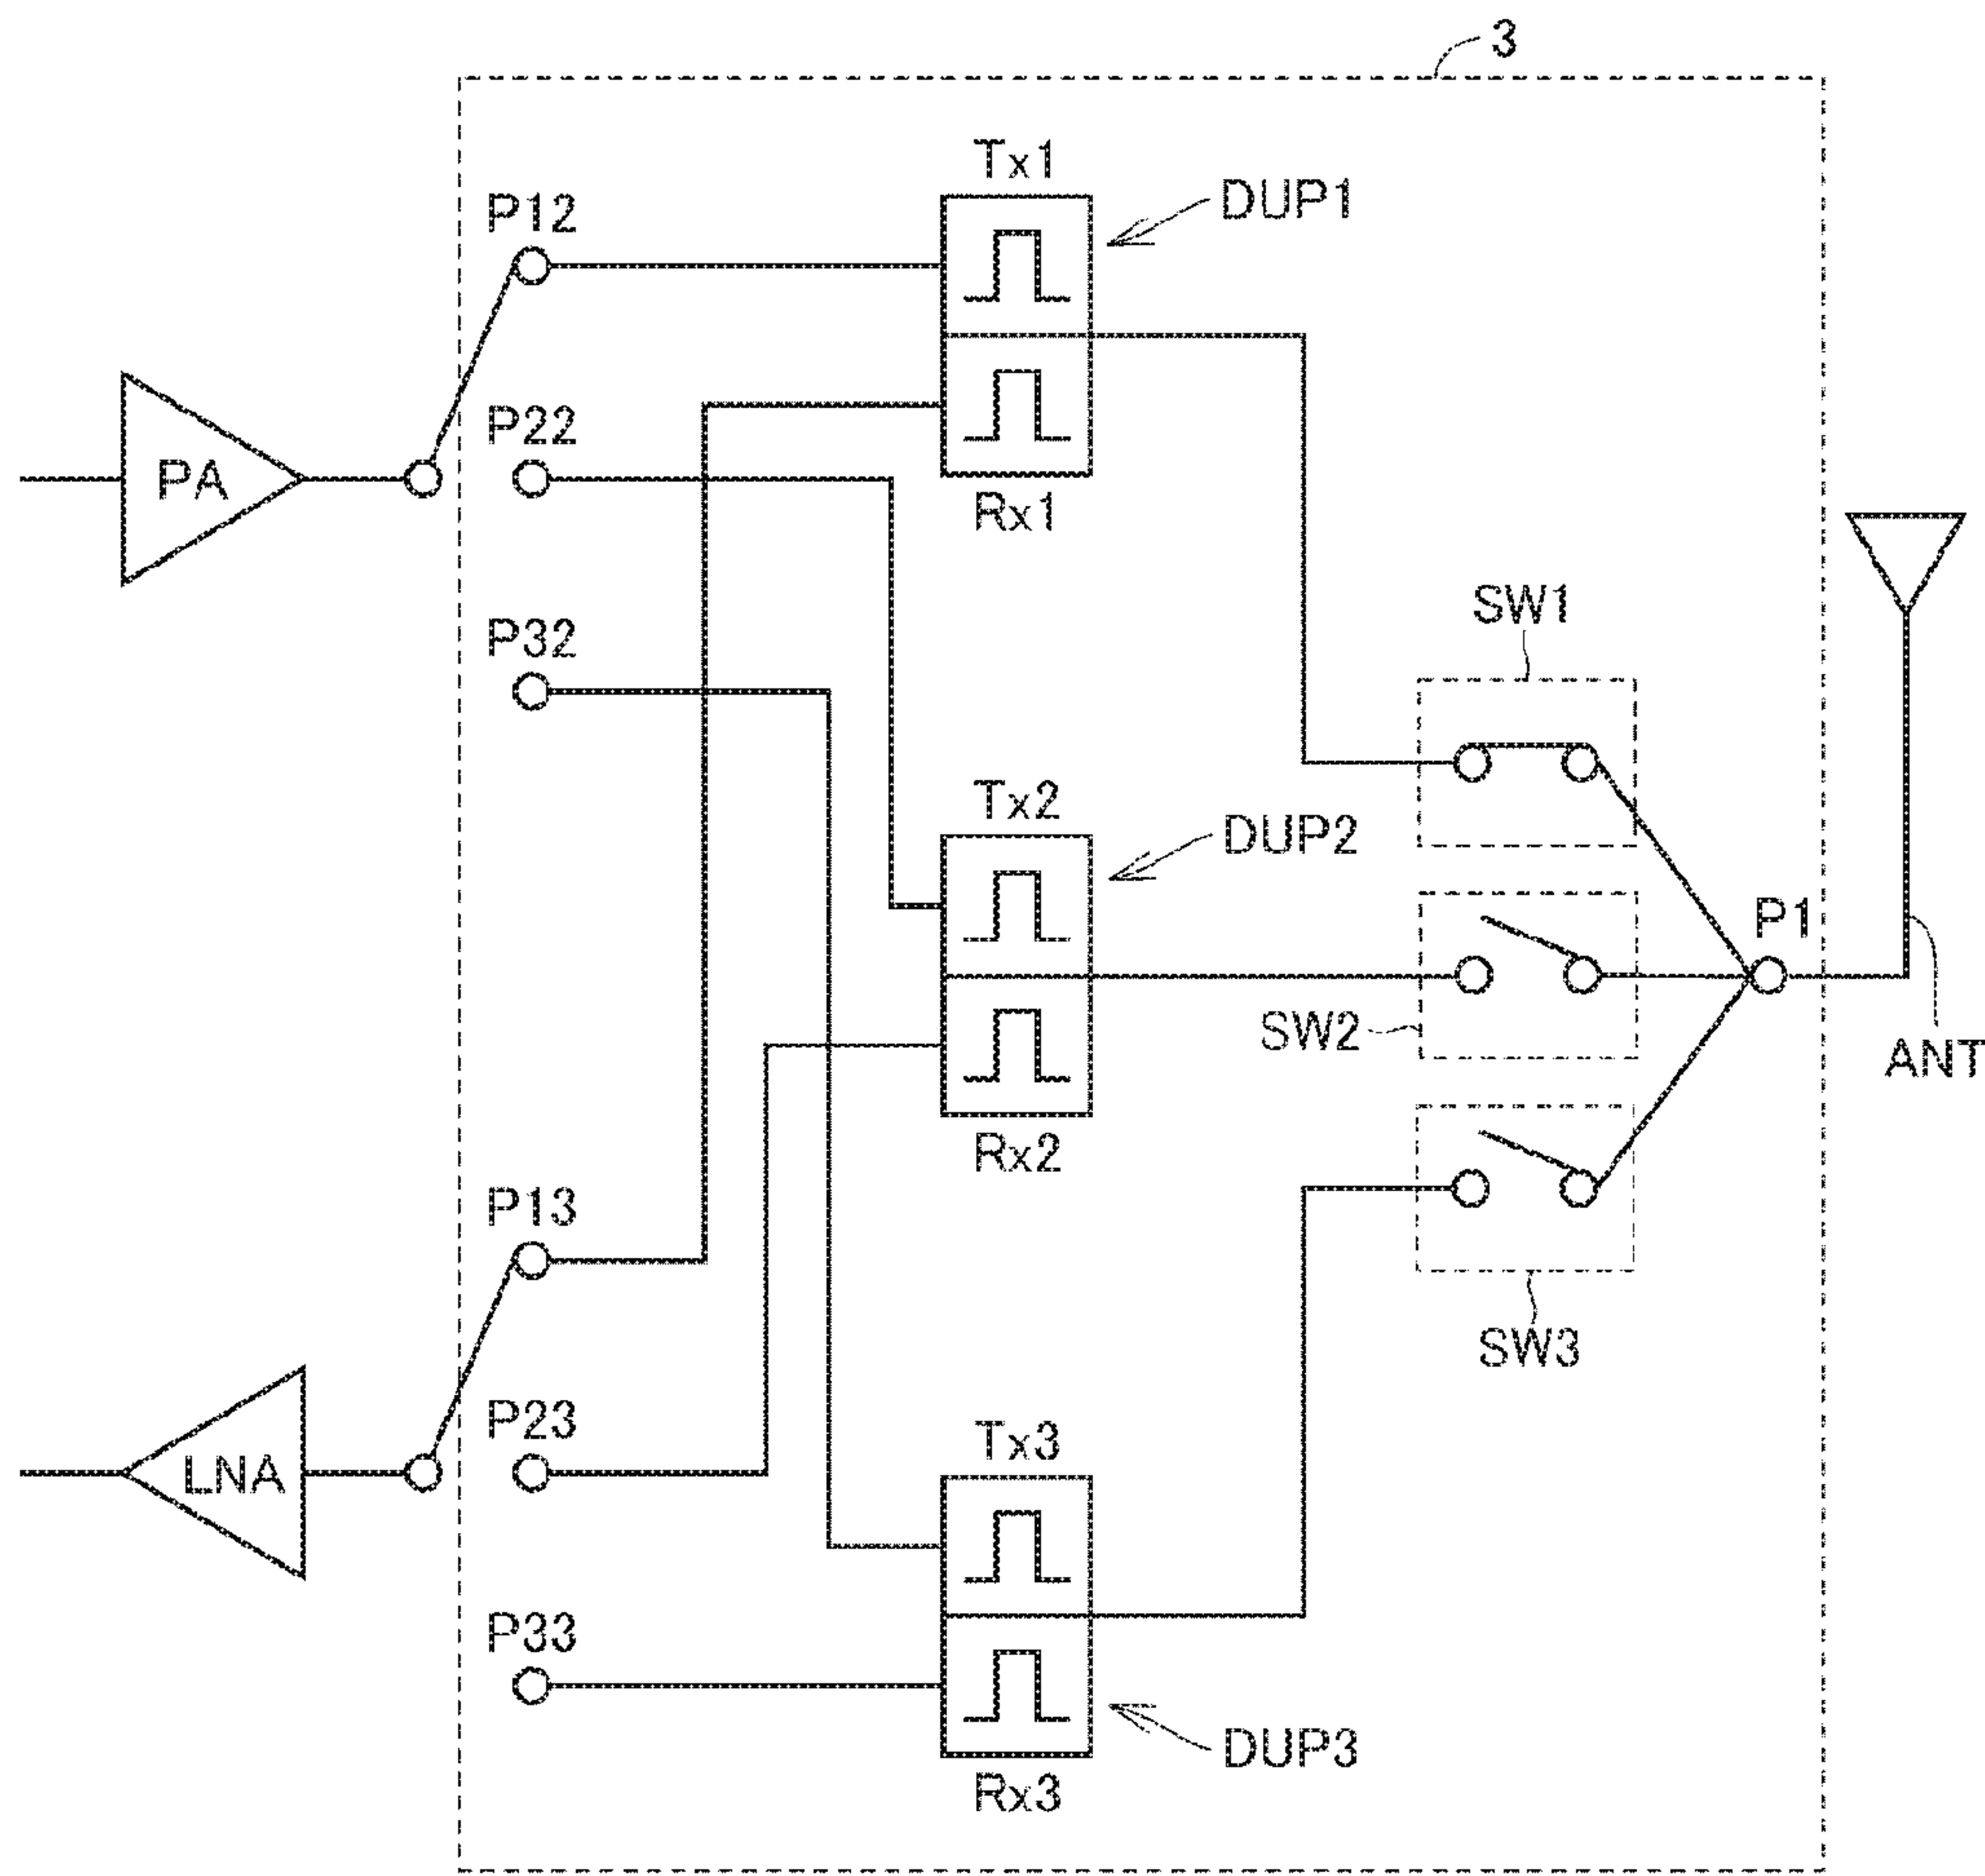 3
Tx1
DUP1
P12
P22
PA
Rx1
SW1
P32
Tx2
DUP2
P1
SW2
ANT
Rx2
P13
SW3
P23
Tx3
LNA
P33
DUP3
Rx3